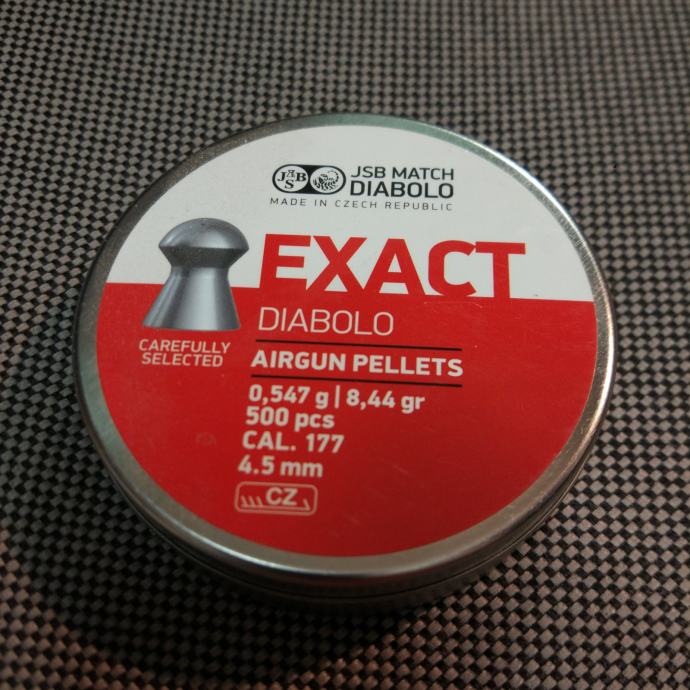 JSB MATCH
DIABOLO
MADE IN CZECH REPUBLIC
EXACT
DIABOLO
CAREFULLY
SELECTED
AIRGUN PELLETS
0,547 g | 8,44 gr
500 pcs
CAL. 177
4.5 mm
CZ